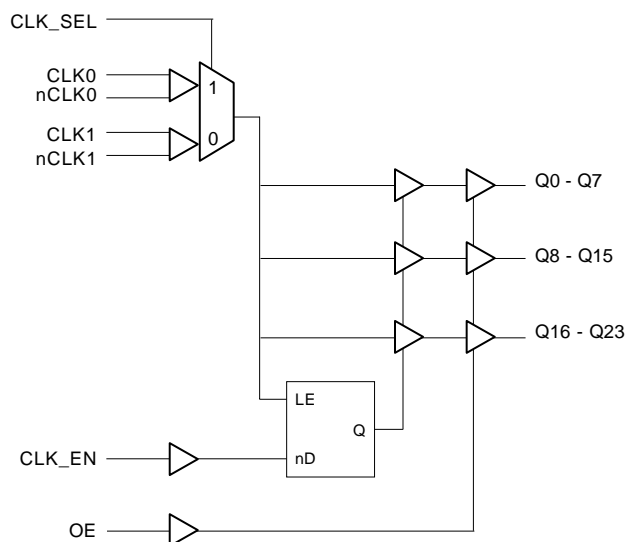 CLK_SEL
CLK0
nCLK0
1
CLK1
nCLK1
0
Q0 - Q7
Q8 - Q15
Q16 - Q23
LE
Q
CLK_EN
nD
OE